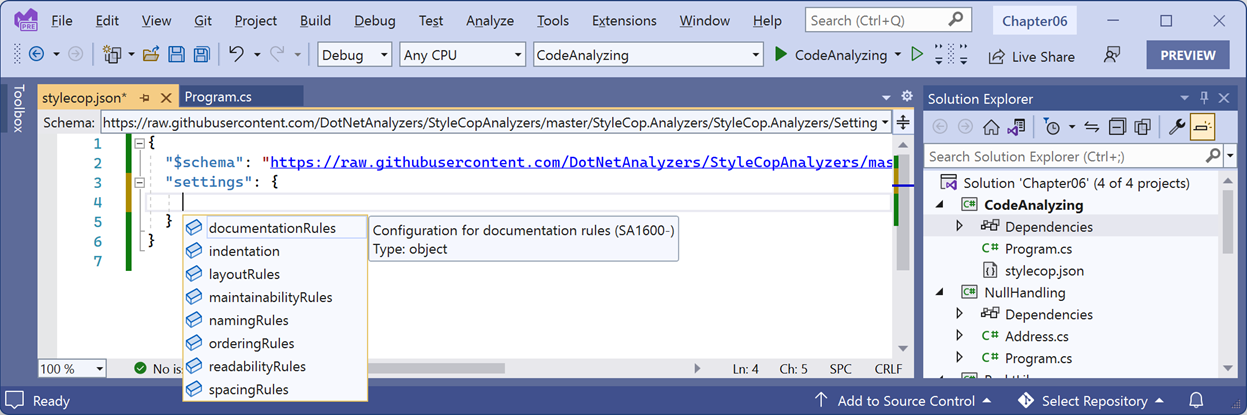 PRE File Edit View Git Project Build Debug Test Analyze Tools Extensions Window Help Search (Ctrl+Q) Chapter06
Debug Any CPU CodeAnalyzing CodeAnalyzing Live Share PREVIEW
Toolbox
stylecop.json* Program.cs
Schema: https://raw.githubusercontent.com/DotNetAnalyzers/StyleCopAnalyzers/master/StyleCop.Analyzers/StyleCop.Analyzers/Setting
1 {
2 "$schema": "https://raw.githubusercontent.com/DotNetAnalyzers/StyleCopAnalyzers/mas
3 "settings": {
4
5 }
6 }
7
documentationRules
indentation
layoutRules
maintainabilityRules
namingRules
orderingRules
readabilityRules
spacingRules
Configuration for documentation rules (SA1600-)
Type: object
100 % No is Ln: 4 Ch: 5 SPC CRLF
Solution Explorer
Search Solution Explorer (Ctrl+;)
Solution 'Chapter06' (4 of 4 projects)
C# CodeAnalyzing
Dependencies
C# Program.cs
stylecop.json
C# NullHandling
Dependencies
C# Address.cs
C# Program.cs
Ready Add to Source Control Select Repository